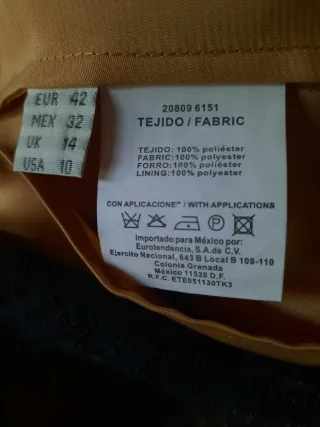 EUR 42
MEX 32
UK 14
USA 10
20809 6151
TEJIDO / FABRIC
TEJIDO: 100% poliéster
FABRIC: 100% polyester
FORRO: 100% poliéster
LINING: 100% polyester
CON APLICACIONES / WITH APPLICATIONS
P
Importado para México por:
Eurotendencia, S.A. de C.V.
Ejercito Nacional, 843 B Local B 109-110
Colonia Granada
México 11520 D.F.
R.F.C. ETE051130TK3